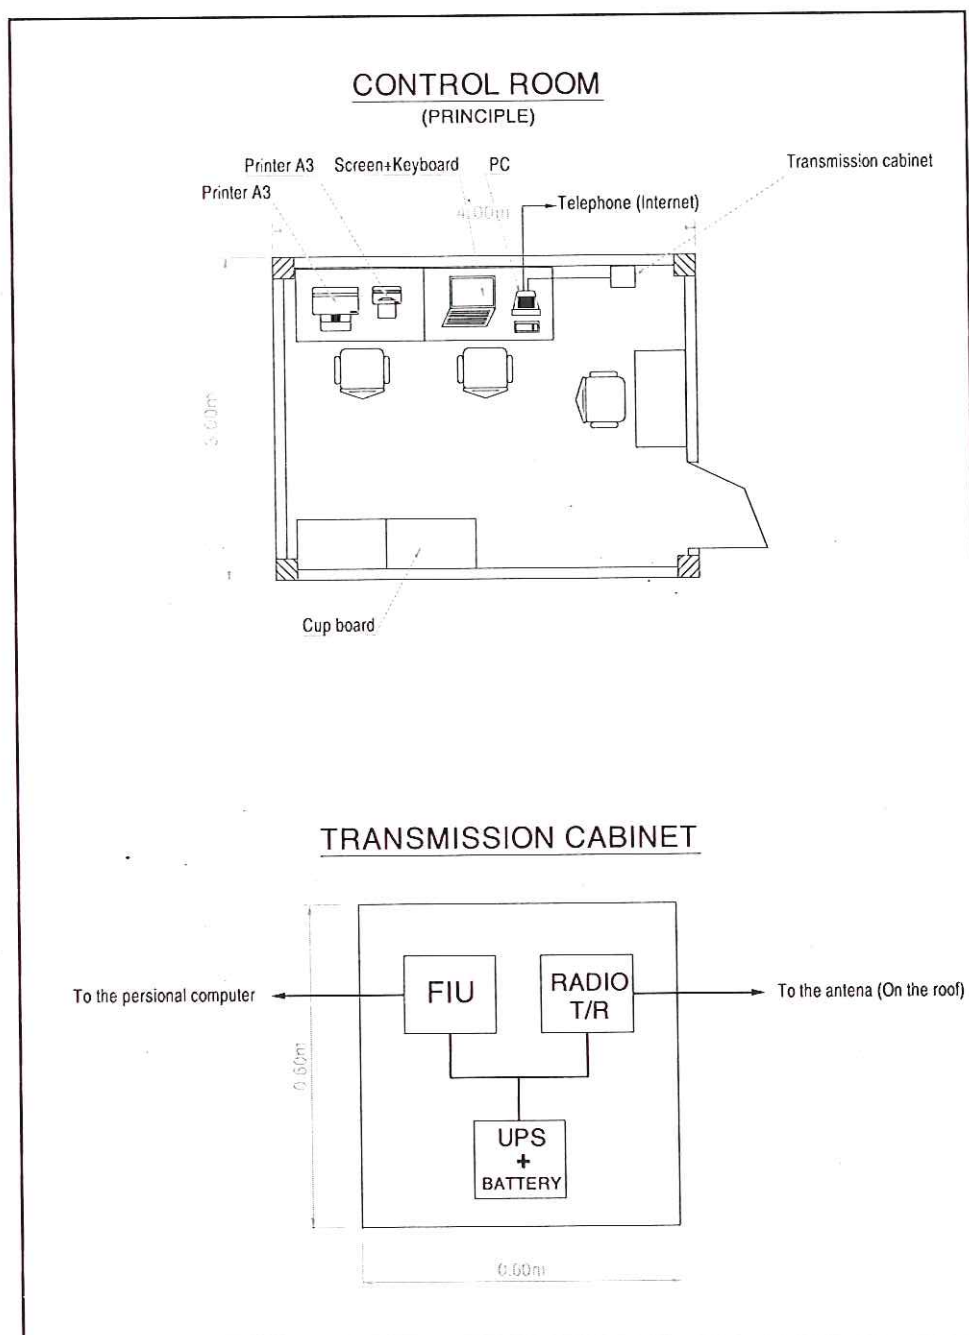 CONTROL ROOM
(PRINCIPLE)
Printer A3 Screen+Keyboard PC Transmission cabinet
Printer A3
4.00m
Telephone (Internet)
3.00m
Cup board
TRANSMISSION CABINET
FIU
RADIO
T/R
To the persional computer
To the antena (On the roof)
0.60m
UPS
+
BATTERY
0.60m